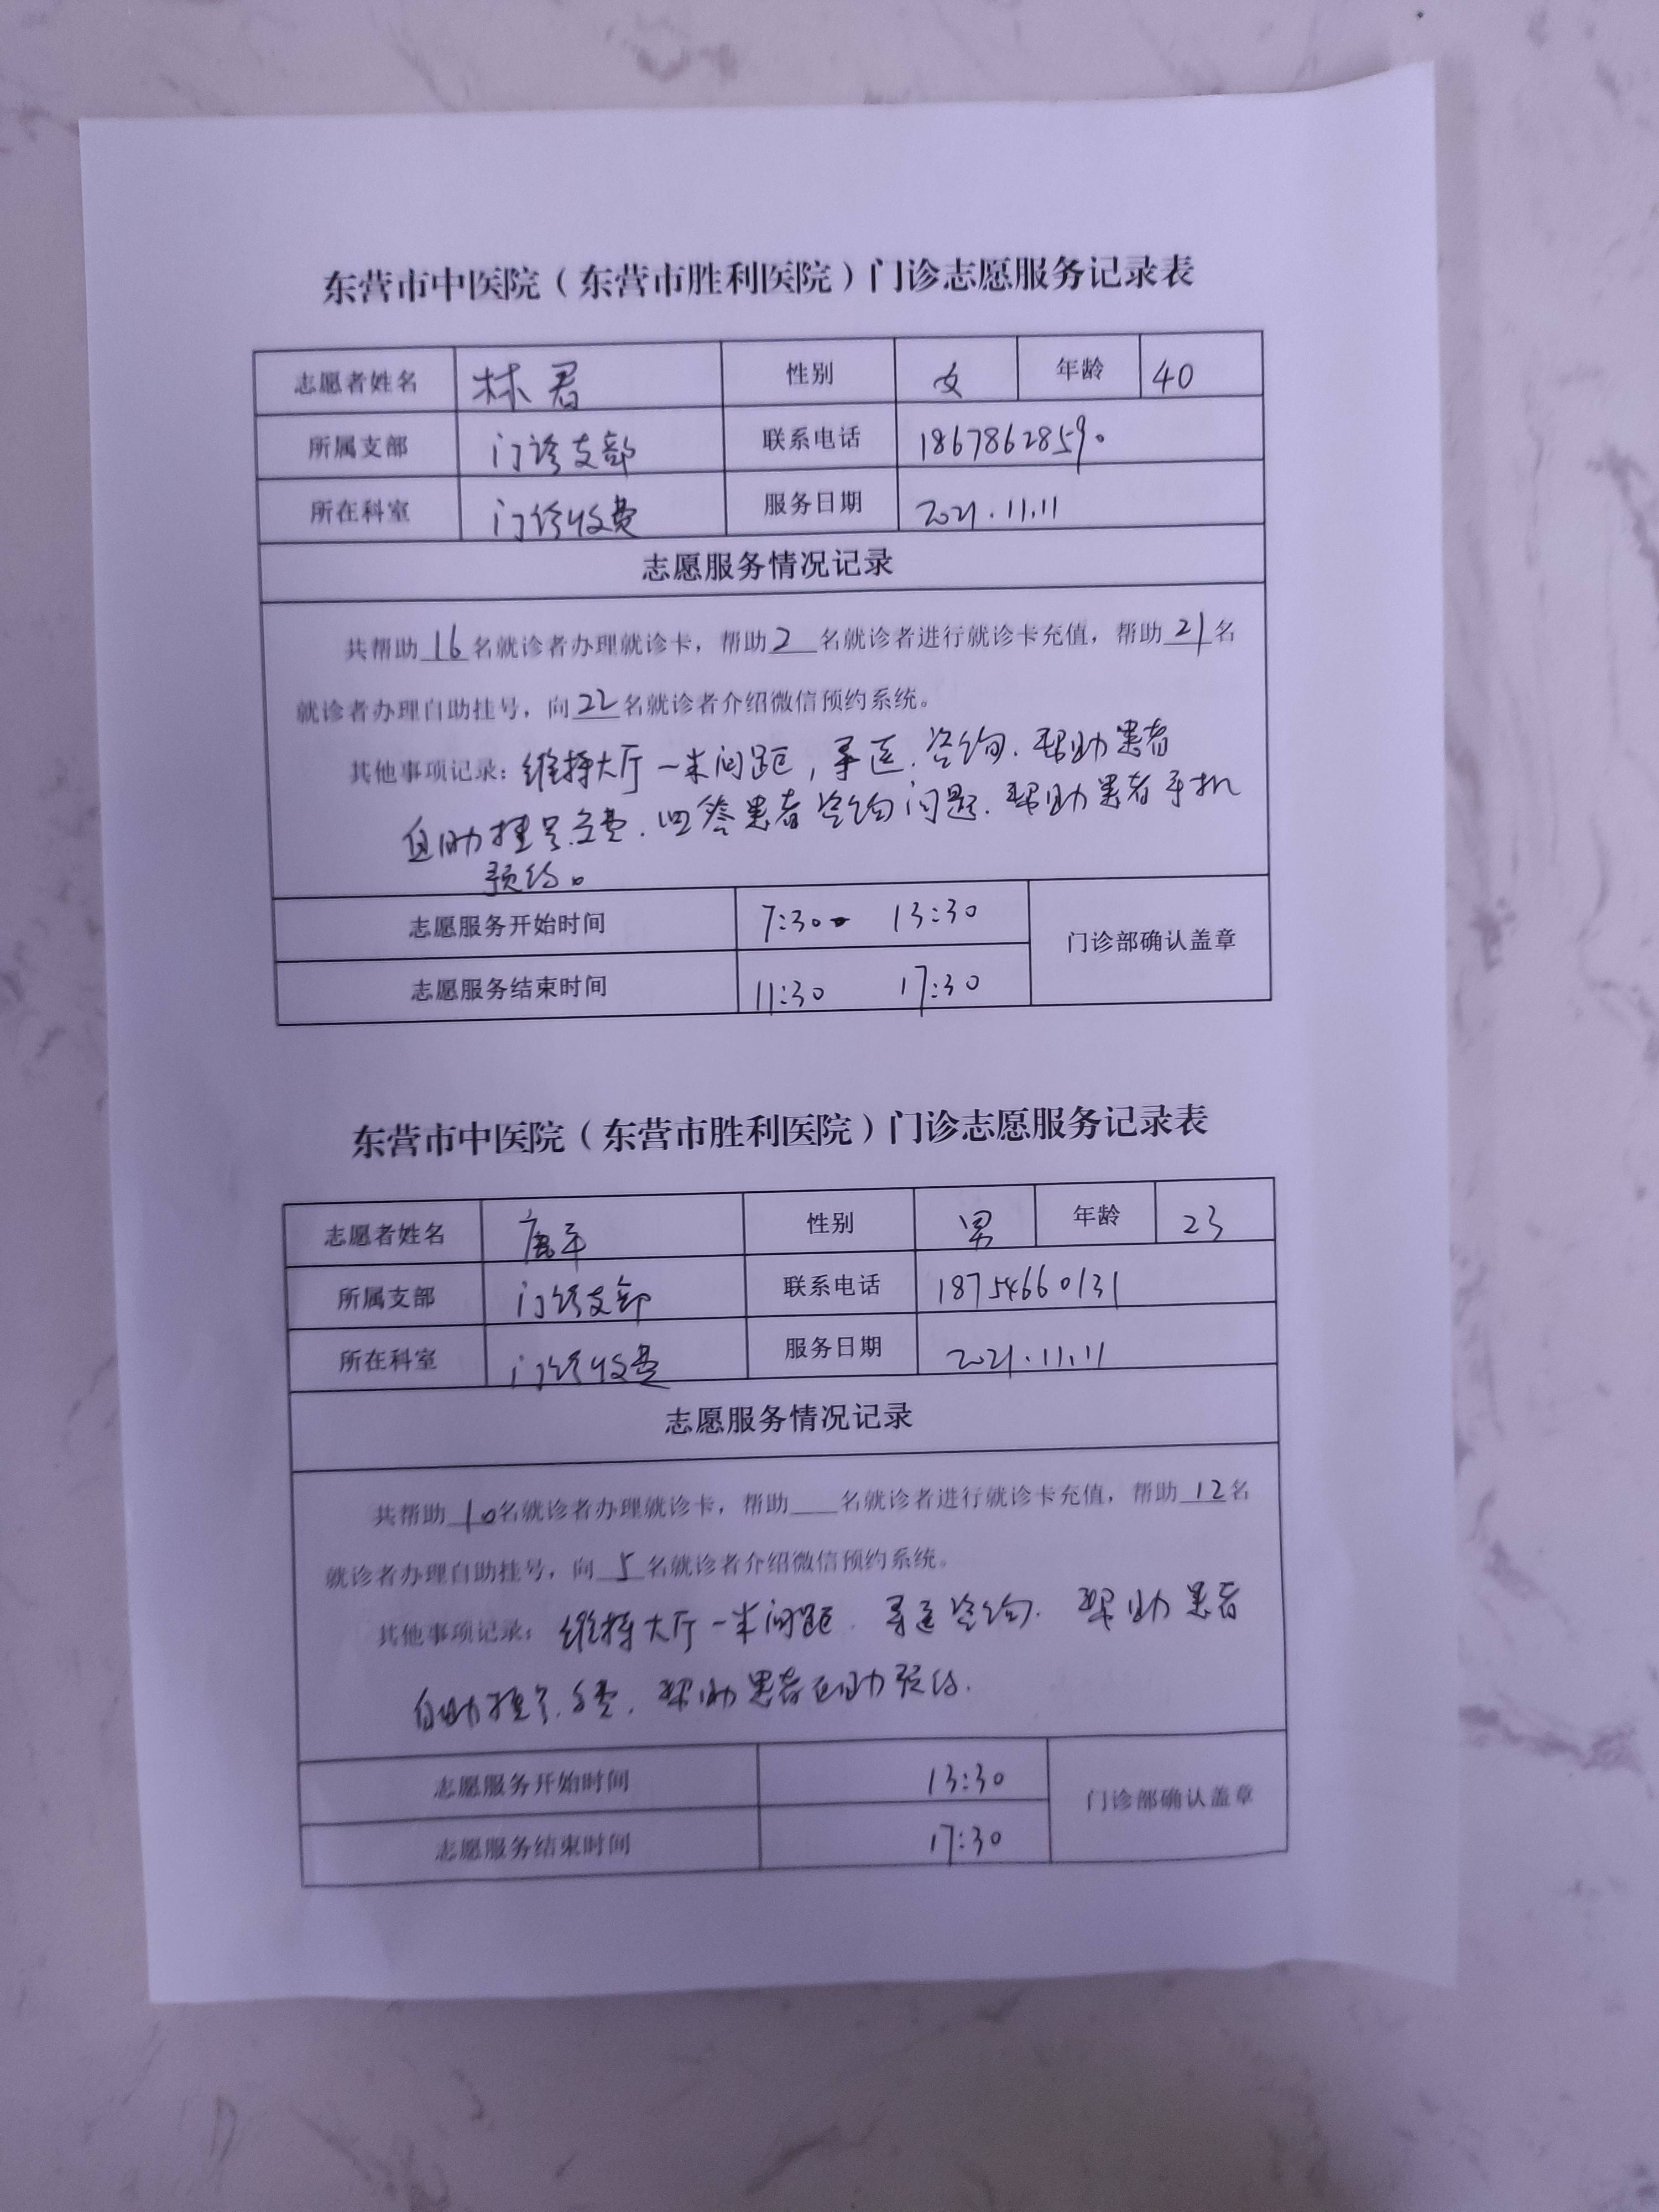 东营市中医院（东营市胜利医院）门诊志愿服务记录表
志愿者姓名 林君 性别 女 年龄 40
所属支部 门诊支部 联系电话 18678628590
所在科室 门诊收费 服务日期 2021.11.11
志愿服务情况记录
共帮助16名就诊者办理就诊卡，帮助2名就诊者进行就诊卡充值，帮助21名
就诊者办理自助挂号，向22名就诊者介绍微信预约系统。
其他事项记录：维持大厅一米间距，导医.咨询.帮助患者
自助挂号.交费.回答患者咨询问题.帮助患者手机
预约。
志愿服务开始时间 7:30 13:30 门诊部确认盖章
志愿服务结束时间 11:30 17:30
东营市中医院（东营市胜利医院）门诊志愿服务记录表
志愿者姓名 性别 男 年龄 23
所属支部 门诊支部 联系电话 18754660131
所在科室 门诊收费 服务日期 2021.11.11
志愿服务情况记录
共帮助10名就诊者办理就诊卡，帮助___名就诊者进行就诊卡充值，帮助12名
就诊者办理自助挂号，向5名就诊者介绍微信预约系统。
其他事项记录：维持大厅一米间距.导医咨询.帮助患者
自助挂号.交费.帮助患者自助预约.
志愿服务开始时间 13:30 门诊部确认盖章
志愿服务结束时间 17:30